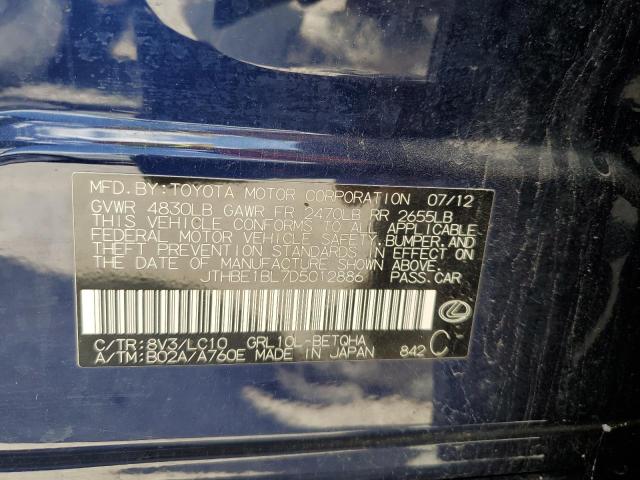 MFD. BY: TOYOTA MOTOR CORPORATION 07/12
GVWR 4830LB GAWR FR 2470LB RR 2655LB
THIS VEHICLE CONFORMS TO ALL APPLICABLE
FEDERAL MOTOR VEHICLE SAFETY, BUMPER, AND
THEFT PREVENTION STANDARDS IN EFFECT ON
THE DATE OF MANUFACTURE SHOWN ABOVE.
JTHBE1BL7D5012886 PASS. CAR
C/TR: 8V3/LC10 GRL10L-BETQHA
A/TM: B02A/A760E MADE IN JAPAN 842 C